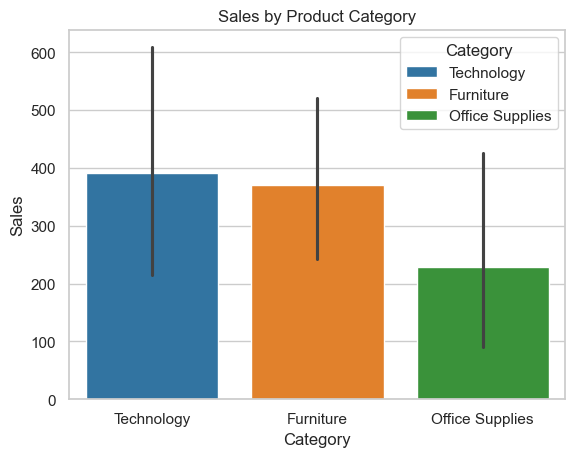 Sales by Product Category
Sales
600
500
400
300
200
100
0
Category
Technology
Furniture
Office Supplies
Technology
Furniture
Office Supplies
Category